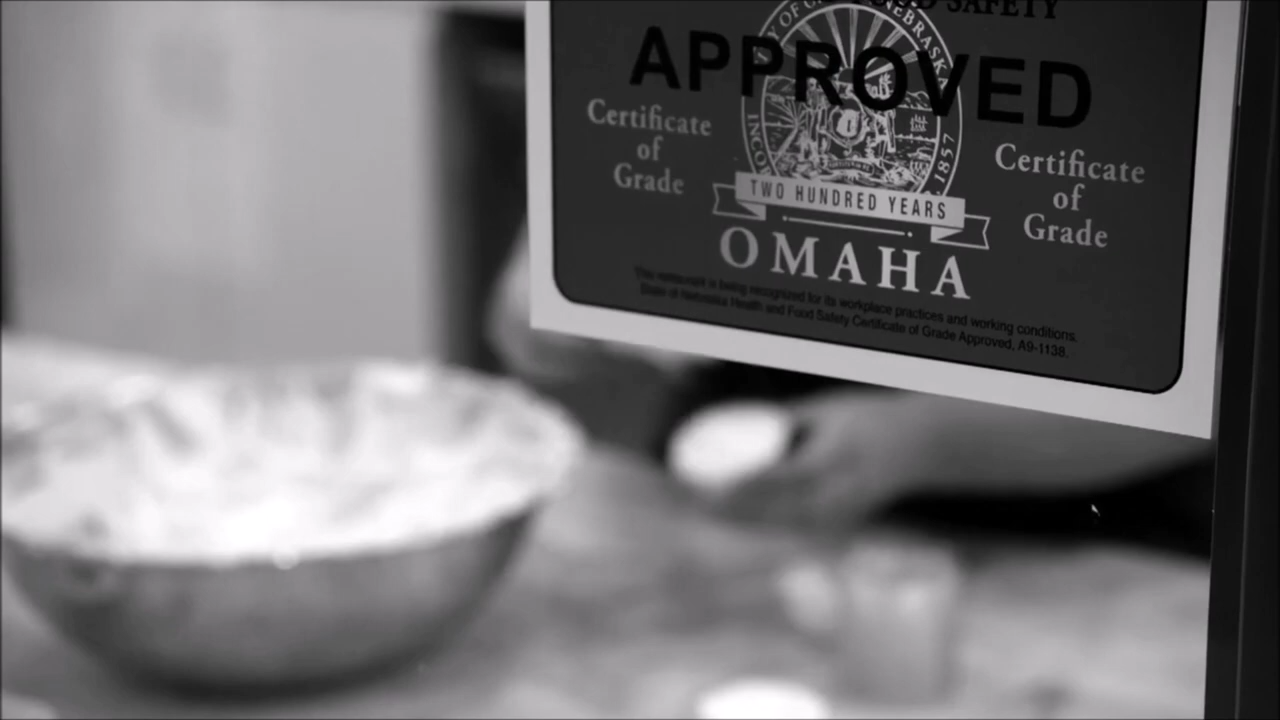 FOOD SAFETY
APPROVED
NEBRASKA
1857
Certificate
of
Grade
TWO HUNDRED YEARS
OMAHA
Certificate
of
Grade
This restaurant is being recognized for its workplace practices and working conditions.
State of Nebraska Health and Food Safety Certificate of Grade Approved, A9-1138.